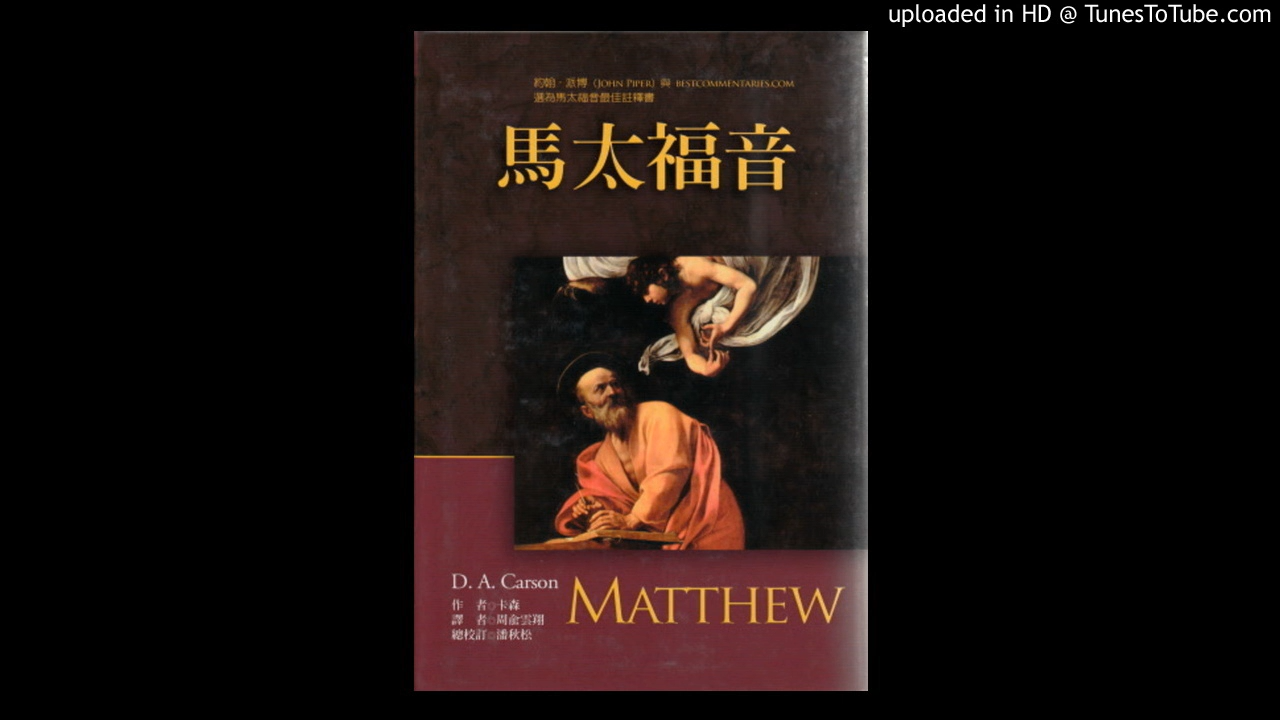 uploaded in HD @ TunesToTube.com
約翰．派博（JOHN PIPER）與 BESTCOMMENTARIES.COM
選為馬太福音最佳註釋書
馬太福音
D. A. Carson
MATTHEW
作　者◎卡森
譯　者◎周俞雲翔
總校訂◎潘秋松